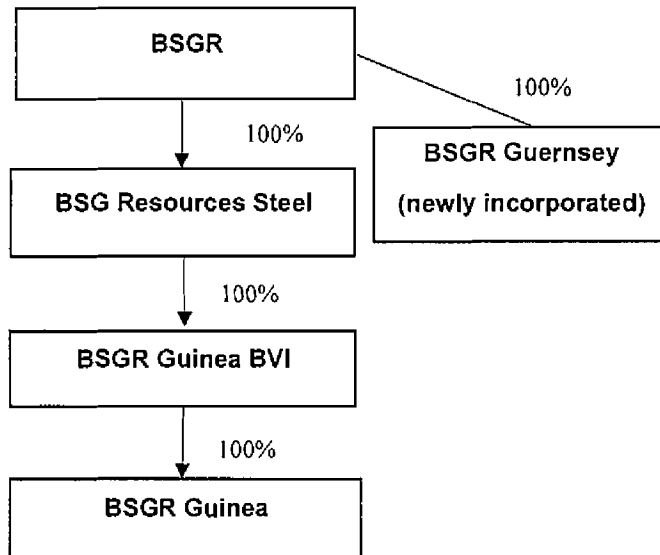 BSGR
100%
100%
BSGR Guernsey
(newly incorporated)
BSG Resources Steel
100%
BSGR Guinea BVI
100%
BSGR Guinea